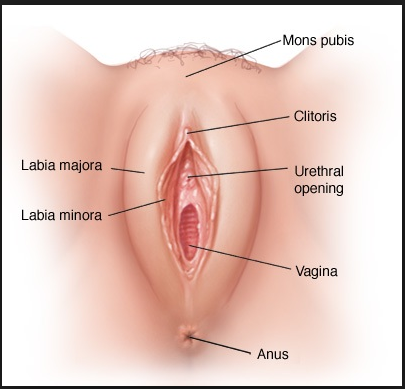 Mons pubis
Clitoris
Labia majora
Urethral
opening
Labia minora
Vagina
Anus